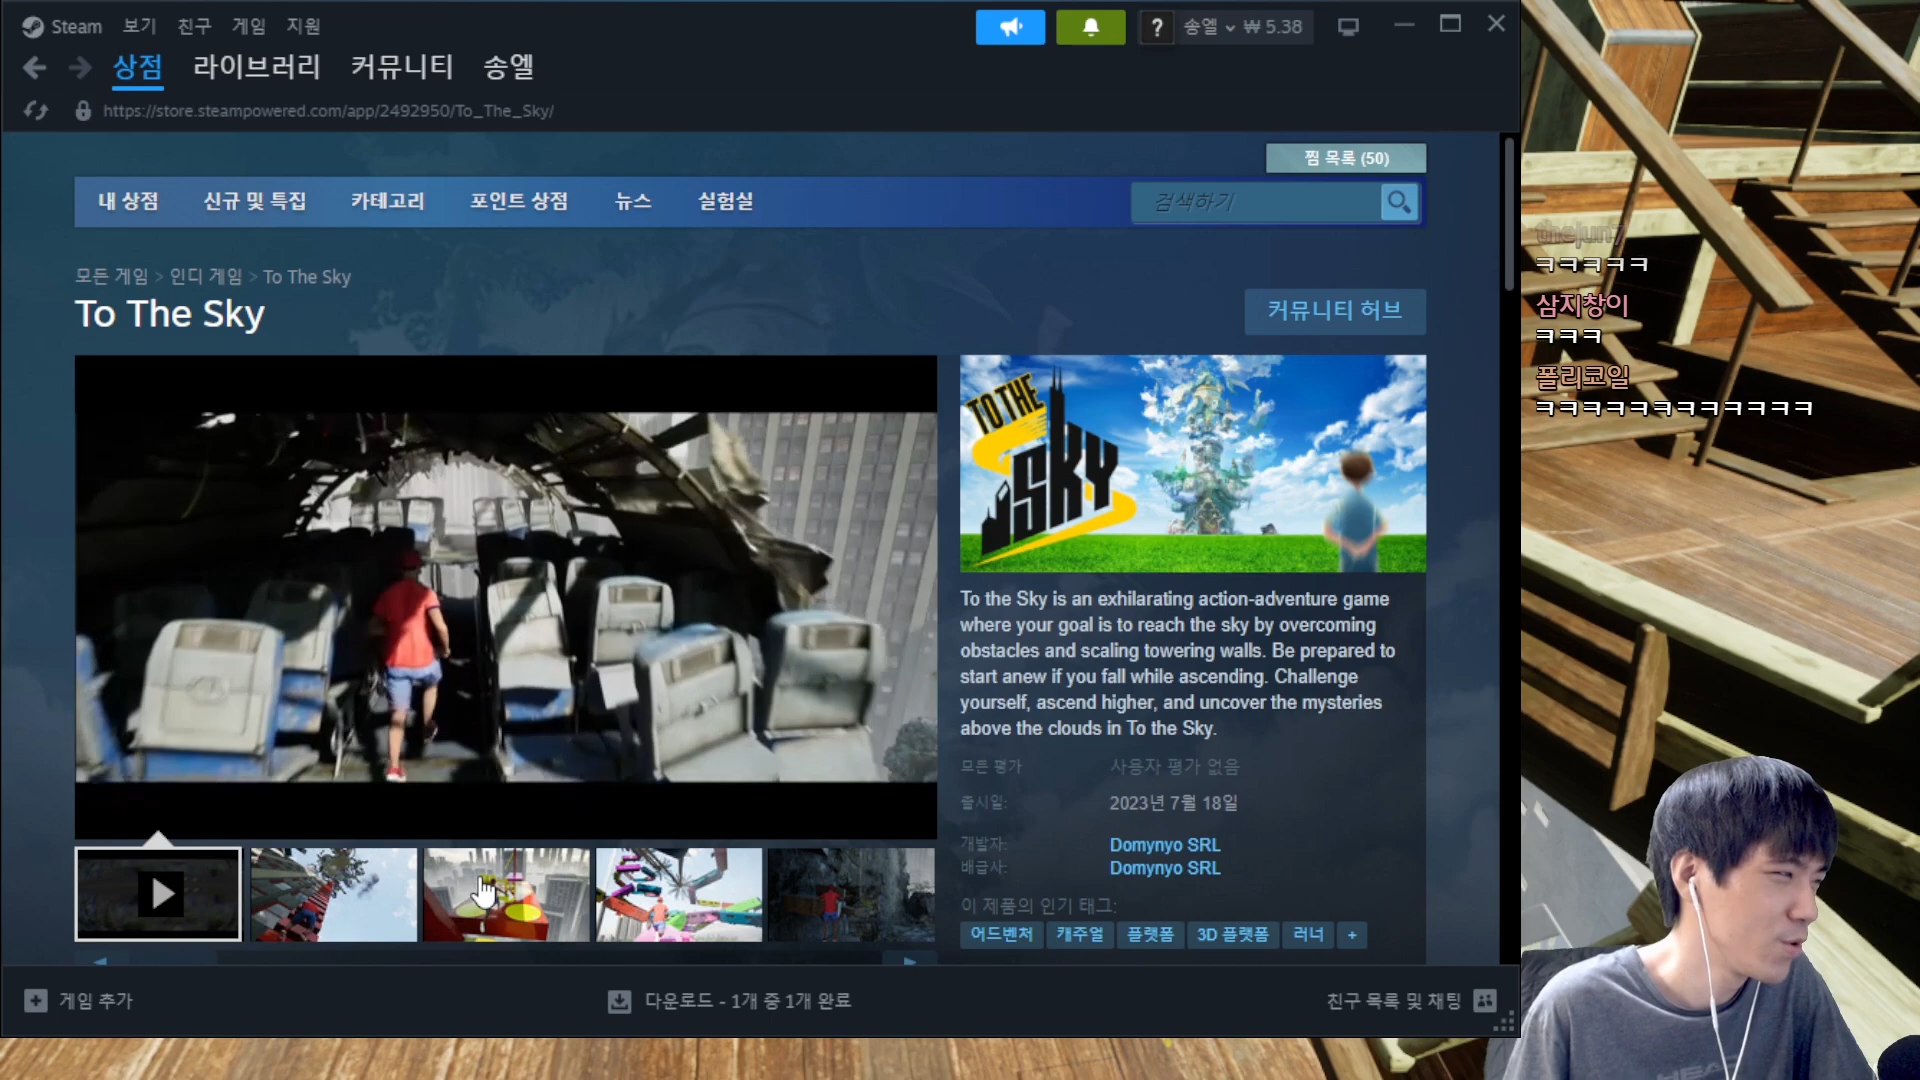 Steam 보기 친구 게임 지원
? 송엘 ₩ 5.38
상점 라이브러리 커뮤니티 송엘
https://store.steampowered.com/app/2492950/To_The_Sky/
찜 목록 (50)
내 상점 신규 및 특집 카테고리 포인트 상점 뉴스 실험실 검색하기
모든 게임 > 인디 게임 > To The Sky
To The Sky
커뮤니티 허브
TO THE
SKY
To the Sky is an exhilarating action-adventure game
where your goal is to reach the sky by overcoming
obstacles and scaling towering walls. Be prepared to
start anew if you fall while ascending. Challenge
yourself, ascend higher, and uncover the mysteries
above the clouds in To the Sky.
모든 평가 사용자 평가 없음
출시일: 2023년 7월 18일
개발자: Domynyo SRL
배급사: Domynyo SRL
이 제품의 인기 태그:
어드벤처 캐주얼 플랫폼 3D 플랫폼 러너 +
게임 추가
다운로드 - 1개 중 1개 완료
친구 목록 및 채팅
thejun7
ㅋㅋㅋㅋㅋ
삼지창이
ㅋㅋㅋ
폴리코일
ㅋㅋㅋㅋㅋㅋㅋㅋㅋㅋㅋㅋ
HEAD